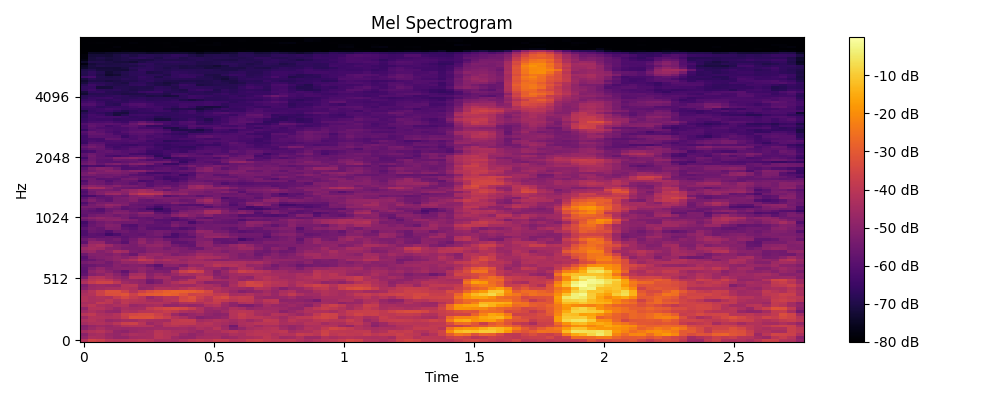 Mel Spectrogram
Hz
4096
2048
1024
512
0
0
0.5
1
1.5
2
2.5
Time
-10 dB
-20 dB
-30 dB
-40 dB
-50 dB
-60 dB
-70 dB
-80 dB